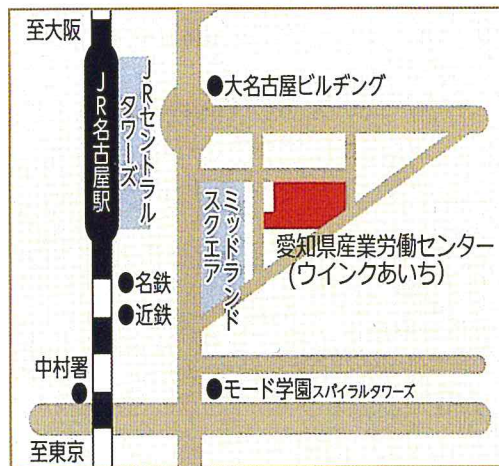 至大阪
JR名古屋駅
JRセントラル
タワーズ
●大名古屋ビルヂング
ミッドランド
スクエア
愛知県産業労働センター
(ウインクあいち)
●名鉄
●近鉄
中村署
●
●モード学園スパイラルタワーズ
至東京